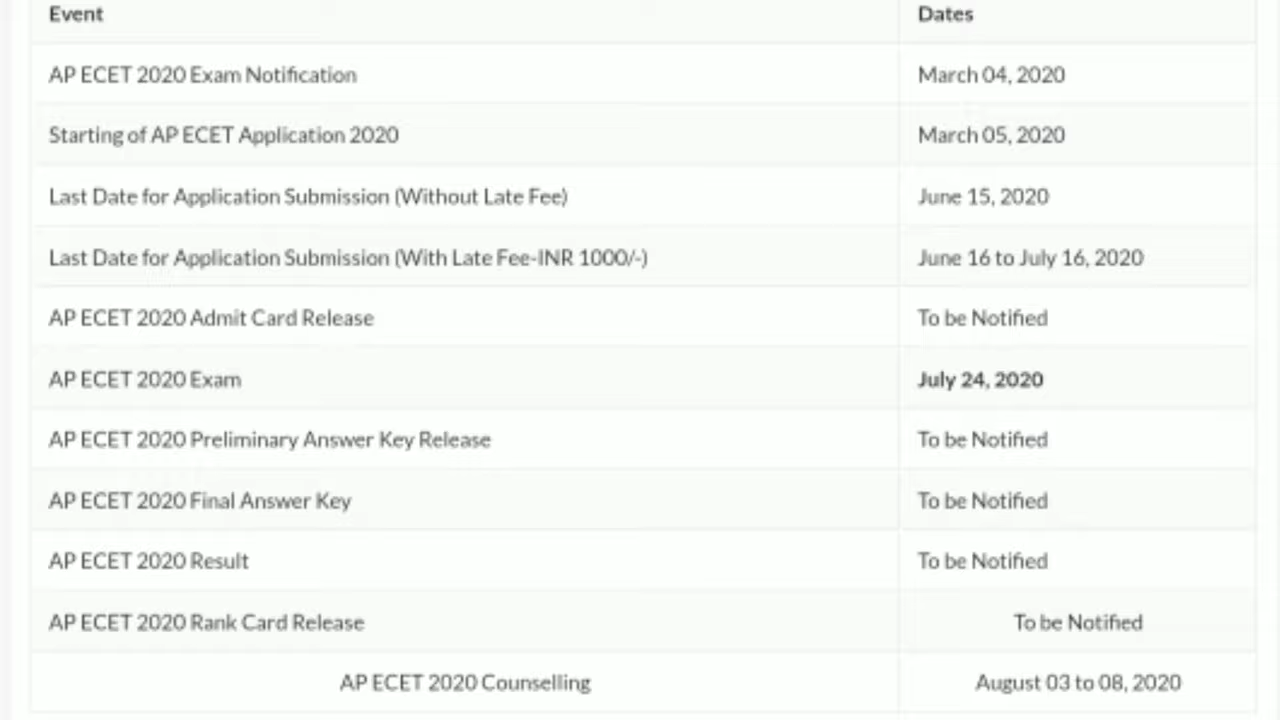 Event Dates
AP ECET 2020 Exam Notification March 04, 2020
Starting of AP ECET Application 2020 March 05, 2020
Last Date for Application Submission (Without Late Fee) June 15, 2020
Last Date for Application Submission (With Late Fee-INR 1000/-) June 16 to July 16, 2020
AP ECET 2020 Admit Card Release To be Notified
AP ECET 2020 Exam July 24, 2020
AP ECET 2020 Preliminary Answer Key Release To be Notified
AP ECET 2020 Final Answer Key To be Notified
AP ECET 2020 Result To be Notified
AP ECET 2020 Rank Card Release To be Notified
AP ECET 2020 Counselling August 03 to 08, 2020